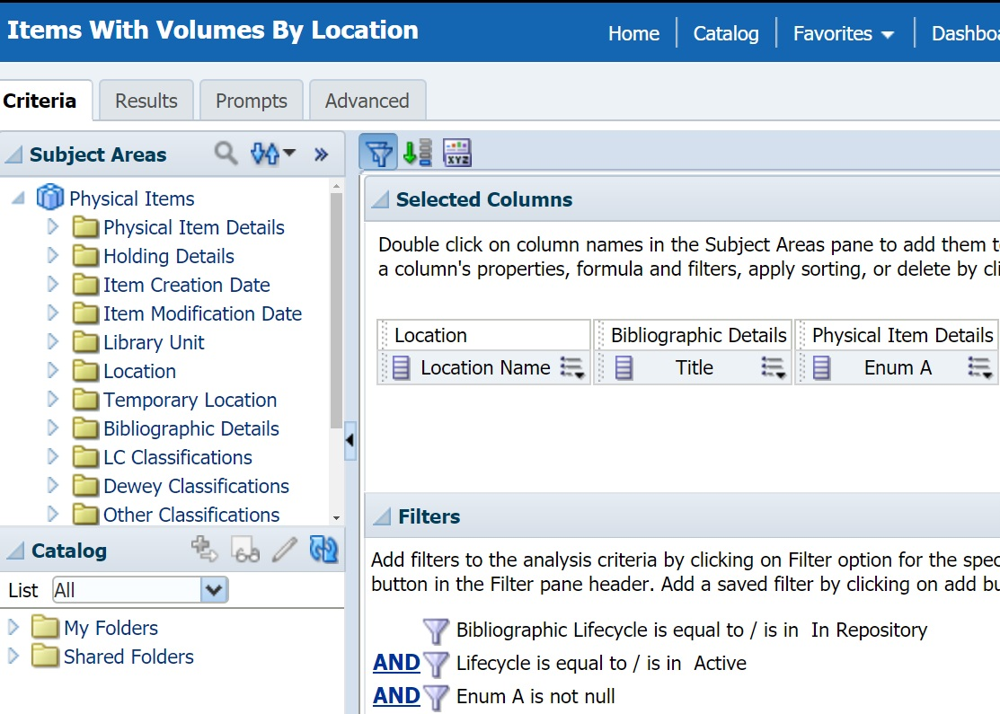 Items With Volumes By Location
Home Catalog Favorites
Criteria Results Prompts Advanced
Subject Areas
Physical Items
Physical Item Details
Holding Details
Item Creation Date
Item Modification Date
Library Unit
Location
Temporary Location
Bibliographic Details
LC Classifications
Dewey Classifications
Other Classifications
Catalog
List All
My Folders
Shared Folders
XYZ
Selected Columns
Double click on column names in the Subject Areas pane to add them
a column's properties, formula and filters, apply sorting, or delete by
Location Bibliographic Details Physical Item Details
Location Name Title Enum A
Filters
Add filters to the analysis criteria by clicking on Filter option for the
button in the Filter pane header. Add a saved filter by clicking on add
Bibliographic Lifecycle is equal to / is in In Repository
AND Lifecycle is equal to / is in Active
AND Enum A is not null